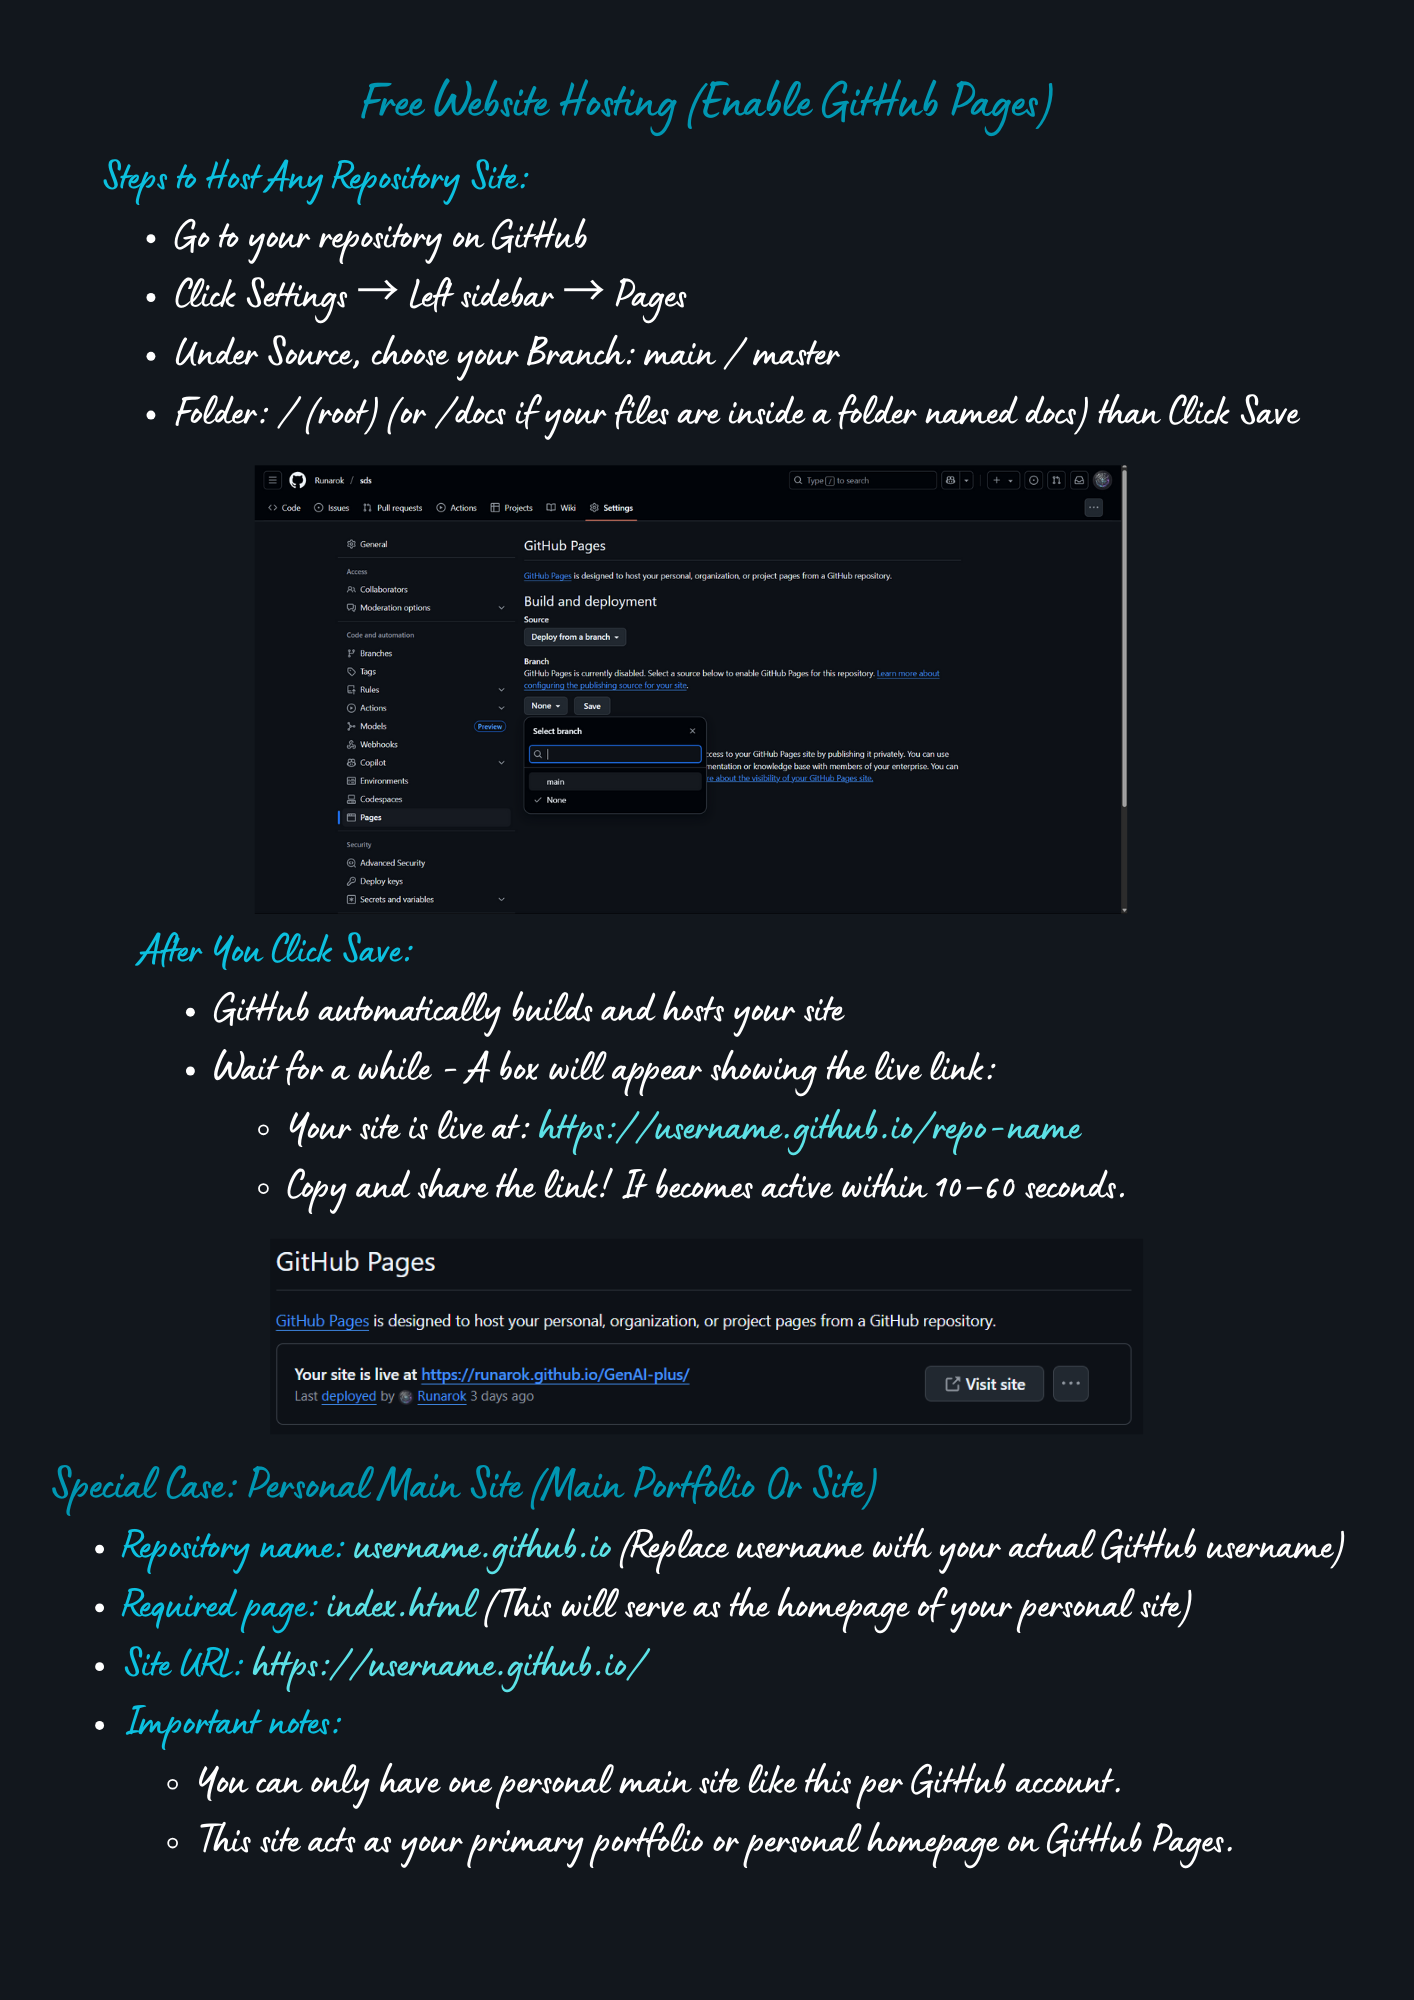 Free Website Hosting (Enable GitHub Pages)
Steps to Host Any Repository Site:
• Go to your repository on GitHub
• Click Settings → Left sidebar → Pages
• Under Source, choose your Branch: main / master
• Folder: / (root) (or /docs if your files are inside a folder named docs) than Click Save
Runarok / sds
Type / to search
Code Issues Pull requests Actions Projects Wiki Settings
General
Access
Collaborators
Moderation options
Code and automation
Branches
Tags
Rules
Actions
Models Preview
Webhooks
Copilot
Environments
Codespaces
Pages
Security
Advanced Security
Deploy keys
Secrets and variables
GitHub Pages
GitHub Pages is designed to host your personal, organization, or project pages from a GitHub repository.
Build and deployment
Source
Deploy from a branch
Branch
GitHub Pages is currently disabled. Select a source below to enable GitHub Pages for this repository. Learn more about
configuring the publishing source for your site.
None Save
Select branch
main
None
cess to your GitHub Pages site by publishing it privately. You can use
mentation or knowledge base with members of your enterprise. You can
re about the visibility of your GitHub Pages site.
After You Click Save:
• GitHub automatically builds and hosts your site
• Wait for a while - A box will appear showing the live link:
○ Your site is live at: https://username.github.io/repo-name
○ Copy and share the link! It becomes active within 10–60 seconds.
GitHub Pages
GitHub Pages is designed to host your personal, organization, or project pages from a GitHub repository.
Your site is live at https://runarok.github.io/GenAI-plus/
Last deployed by Runarok 3 days ago
Visit site
Special Case: Personal Main Site (Main Portfolio Or Site)
• Repository name: username.github.io (Replace username with your actual GitHub username)
• Required page: index.html (This will serve as the homepage of your personal site)
• Site URL: https://username.github.io/
• Important notes:
○ You can only have one personal main site like this per GitHub account.
○ This site acts as your primary portfolio or personal homepage on GitHub Pages.